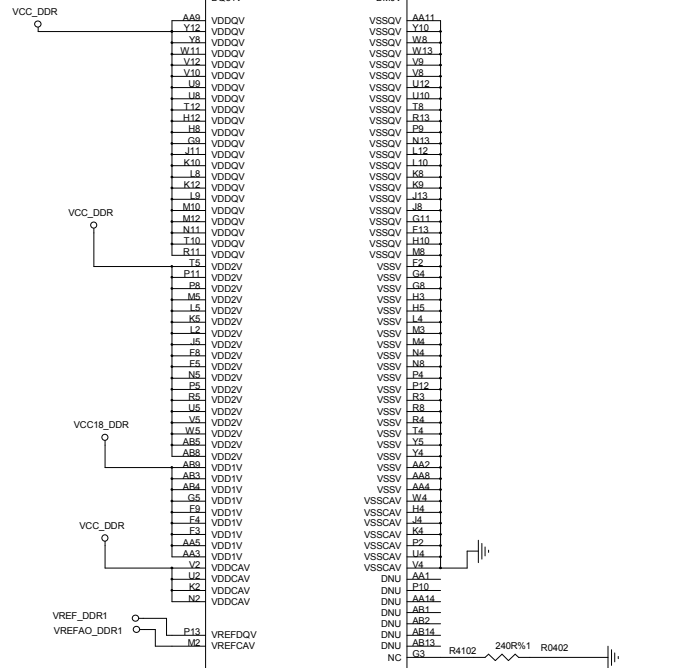 VCC_DDR
AA9 VDDQV VSSQV AA11
Y12 VDDQV VSSQV Y10
Y8 VDDQV VSSQV W8
W11 VDDQV VSSQV W13
V12 VDDQV VSSQV V9
V10 VDDQV VSSQV V8
U9 VDDQV VSSQV U12
U8 VDDQV VSSQV U10
T12 VDDQV VSSQV T8
H12 VDDQV VSSQV R13
H8 VDDQV VSSQV P9
G9 VDDQV VSSQV N13
J11 VDDQV VSSQV L12
K10 VDDQV VSSQV L10
L8 VDDQV VSSQV K8
K12 VDDQV VSSQV K9
L9 VDDQV VSSQV J13
M10 VDDQV VSSQV J8
M12 VDDQV VSSQV G11
N11 VDDQV VSSQV F13
T10 VDDQV VSSQV H10
R11 VDDQV VSSQV M8
VCC_DDR
T5 VDD2V VSSV F2
P11 VDD2V VSSV G4
P8 VDD2V VSSV G8
M5 VDD2V VSSV H3
L5 VDD2V VSSV H5
K5 VDD2V VSSV L4
L2 VDD2V VSSV M3
J5 VDD2V VSSV M4
F8 VDD2V VSSV N4
F5 VDD2V VSSV N8
N5 VDD2V VSSV P4
P5 VDD2V VSSV P12
R5 VDD2V VSSV R3
U5 VDD2V VSSV R8
V5 VDD2V VSSV R4
W5 VDD2V VSSV T4
AB5 VDD2V VSSV Y5
AB8 VDD2V VSSV Y4
VCC18_DDR
AB9 VDD1V VSSV AA2
AB3 VDD1V VSSV AA8
AB4 VDD1V VSSV AA4
G5 VDD1V VSSCAV W4
F9 VDD1V VSSCAV H4
F4 VDD1V VSSCAV J4
F3 VDD1V VSSCAV K4
AA5 VDD1V VSSCAV P2
AA3 VDD1V VSSCAV U4
VCC_DDR
V2 VDDCAV VSSCAV V4
U2 VDDCAV DNU AA1
K2 VDDCAV DNU P10
N2 VDDCAV DNU AA14
DNU AB1
DNU AB2
VREF_DDR1
P13 VREFDQV DNU AB14
VREFAO_DDR1
M2 VREFCAV DNU AB13
NC G3 R4102 240R%1 R0402